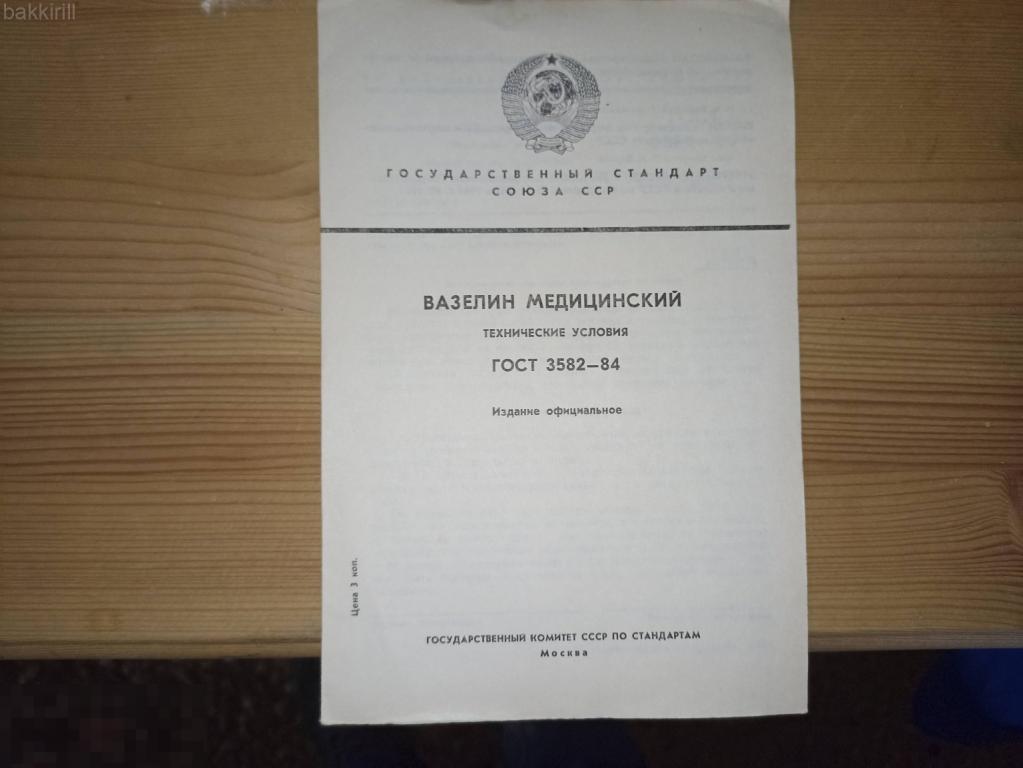 bakkirill
ГОСУДАРСТВЕННЫЙ СТАНДАРТ
СОЮЗА ССР
ВАЗЕЛИН МЕДИЦИНСКИЙ
ТЕХНИЧЕСКИЕ УСЛОВИЯ
ГОСТ 3582—84
Издание официальное
Цена 3 коп.
ГОСУДАРСТВЕННЫЙ КОМИТЕТ СССР ПО СТАНДАРТАМ
Москва